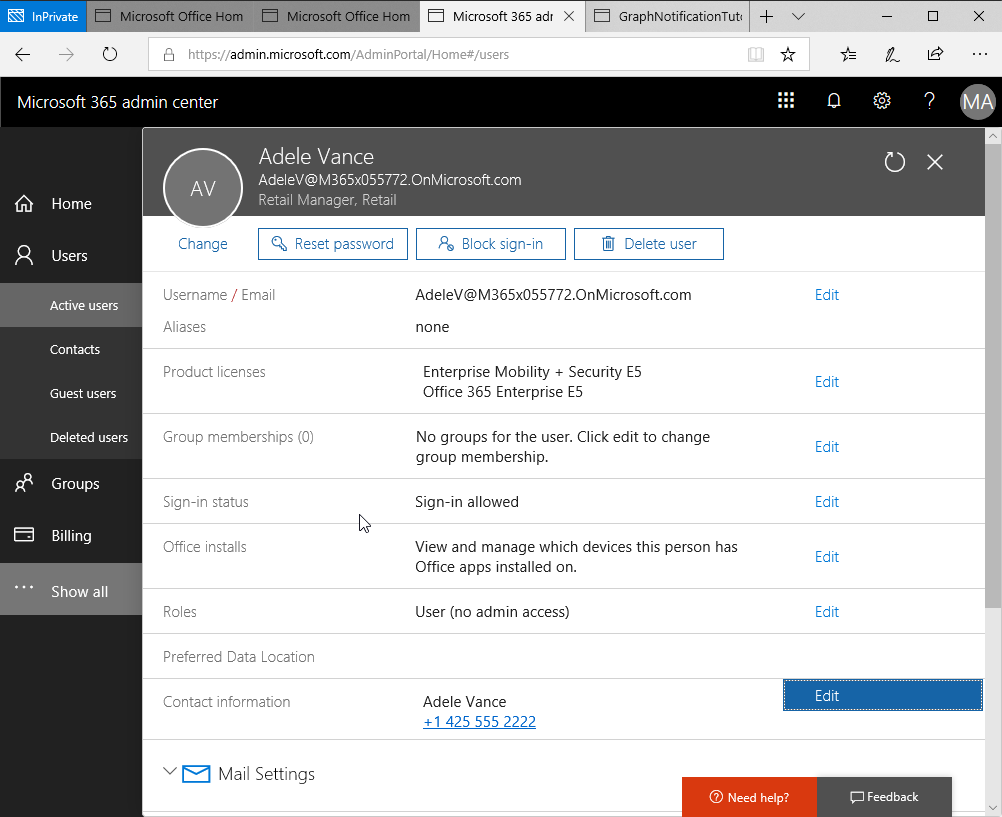 InPrivate
Microsoft Office Hom
Microsoft Office Hom
Microsoft 365 adr
GraphNotificationTuto
https://admin.microsoft.com/AdminPortal/Home#/users
Microsoft 365 admin center
MA
Home
Users
Active users
Contacts
Guest users
Deleted users
Groups
Billing
Show all
AV
Adele Vance
AdeleV@M365x055772.OnMicrosoft.com
Retail Manager, Retail
Change
Reset password
Block sign-in
Delete user
Username / Email
AdeleV@M365x055772.OnMicrosoft.com
Edit
Aliases
none
Product licenses
Enterprise Mobility + Security E5
Office 365 Enterprise E5
Edit
Group memberships (0)
No groups for the user. Click edit to change
group membership.
Edit
Sign-in status
Sign-in allowed
Edit
Office installs
View and manage which devices this person has
Office apps installed on.
Edit
Roles
User (no admin access)
Edit
Preferred Data Location
Contact information
Adele Vance
+1 425 555 2222
Edit
Mail Settings
Need help?
Feedback